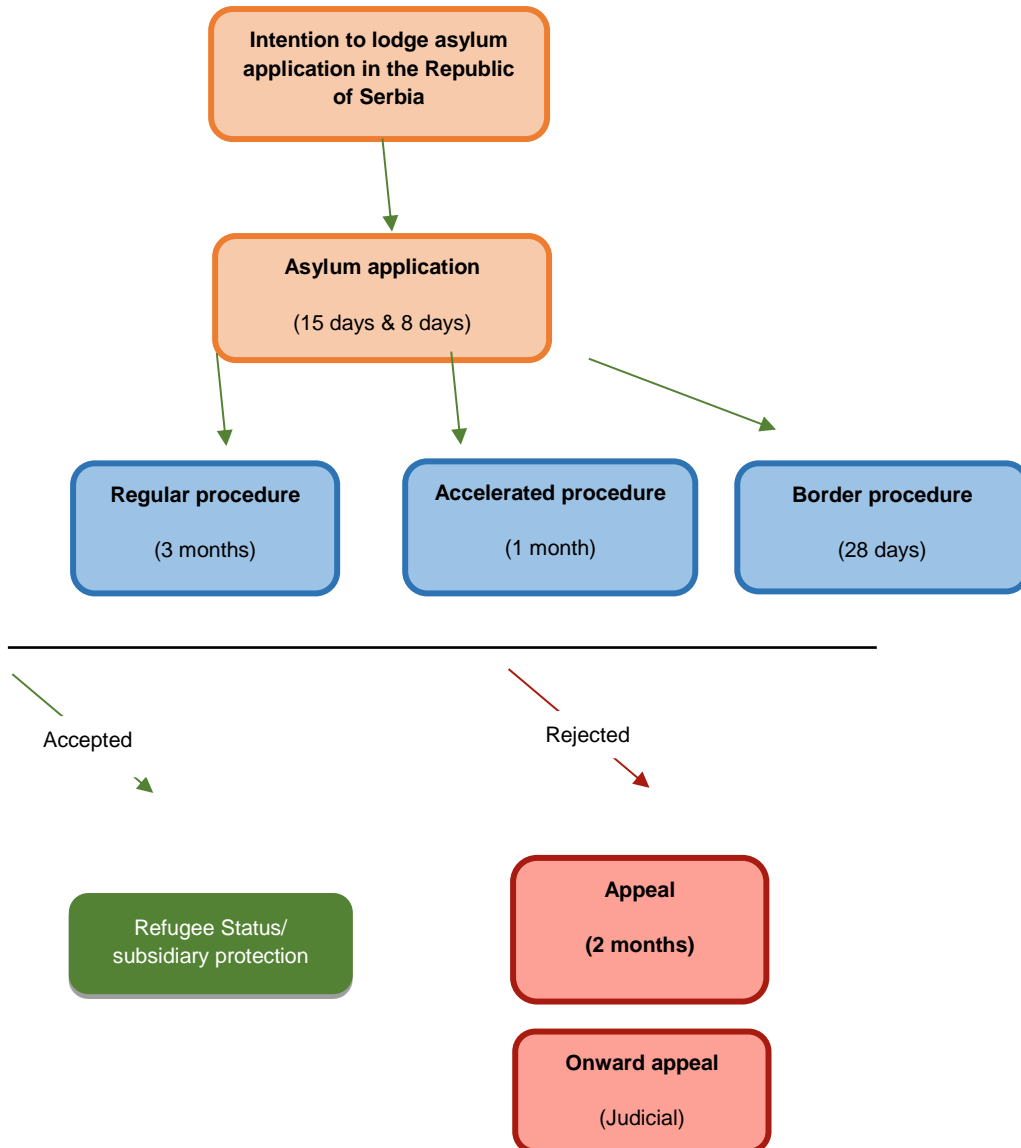 Intention to lodge asylum
application in the Republic
of Serbia
Asylum application
(15 days & 8 days)
Regular procedure
(3 months)
Accelerated procedure
(1 month)
Border procedure
(28 days)
Accepted
Rejected
Refugee Status/
subsidiary protection
Appeal
(2 months)
Onward appeal
(Judicial)